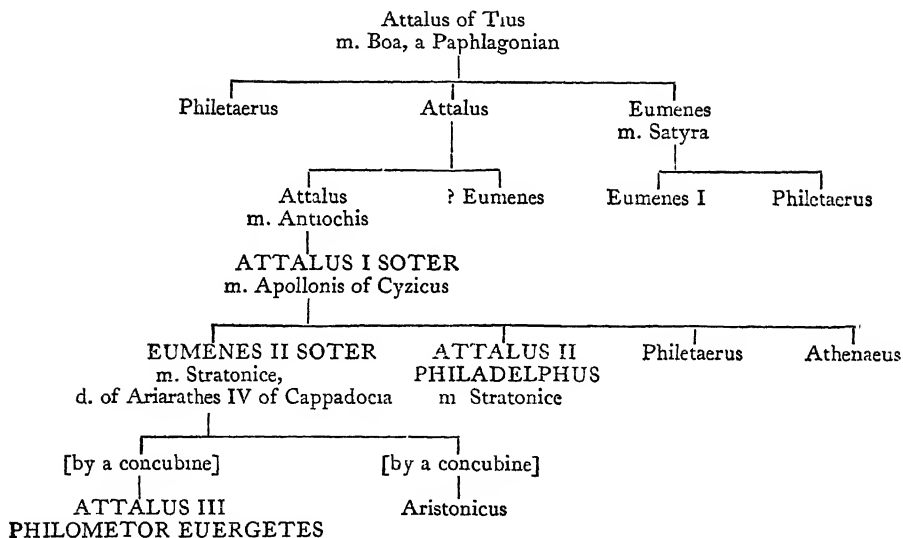 Attalus of Tius
m. Boa, a Paphlagonian
Philetaerus Attalus Eumenes
m. Satyra
Attalus ? Eumenes Eumenes I Philetaerus
m. Antiochis
ATTALUS I SOTER
m. Apollonis of Cyzicus
EUMENES II SOTER ATTALUS II Philetaerus Athenaeus
m. Stratonice, PHILADELPHUS
d. of Ariarathes IV of Cappadocia m Stratonice
[by a concubine] [by a concubine]
ATTALUS III Aristonicus
PHILOMETOR EUERGETES